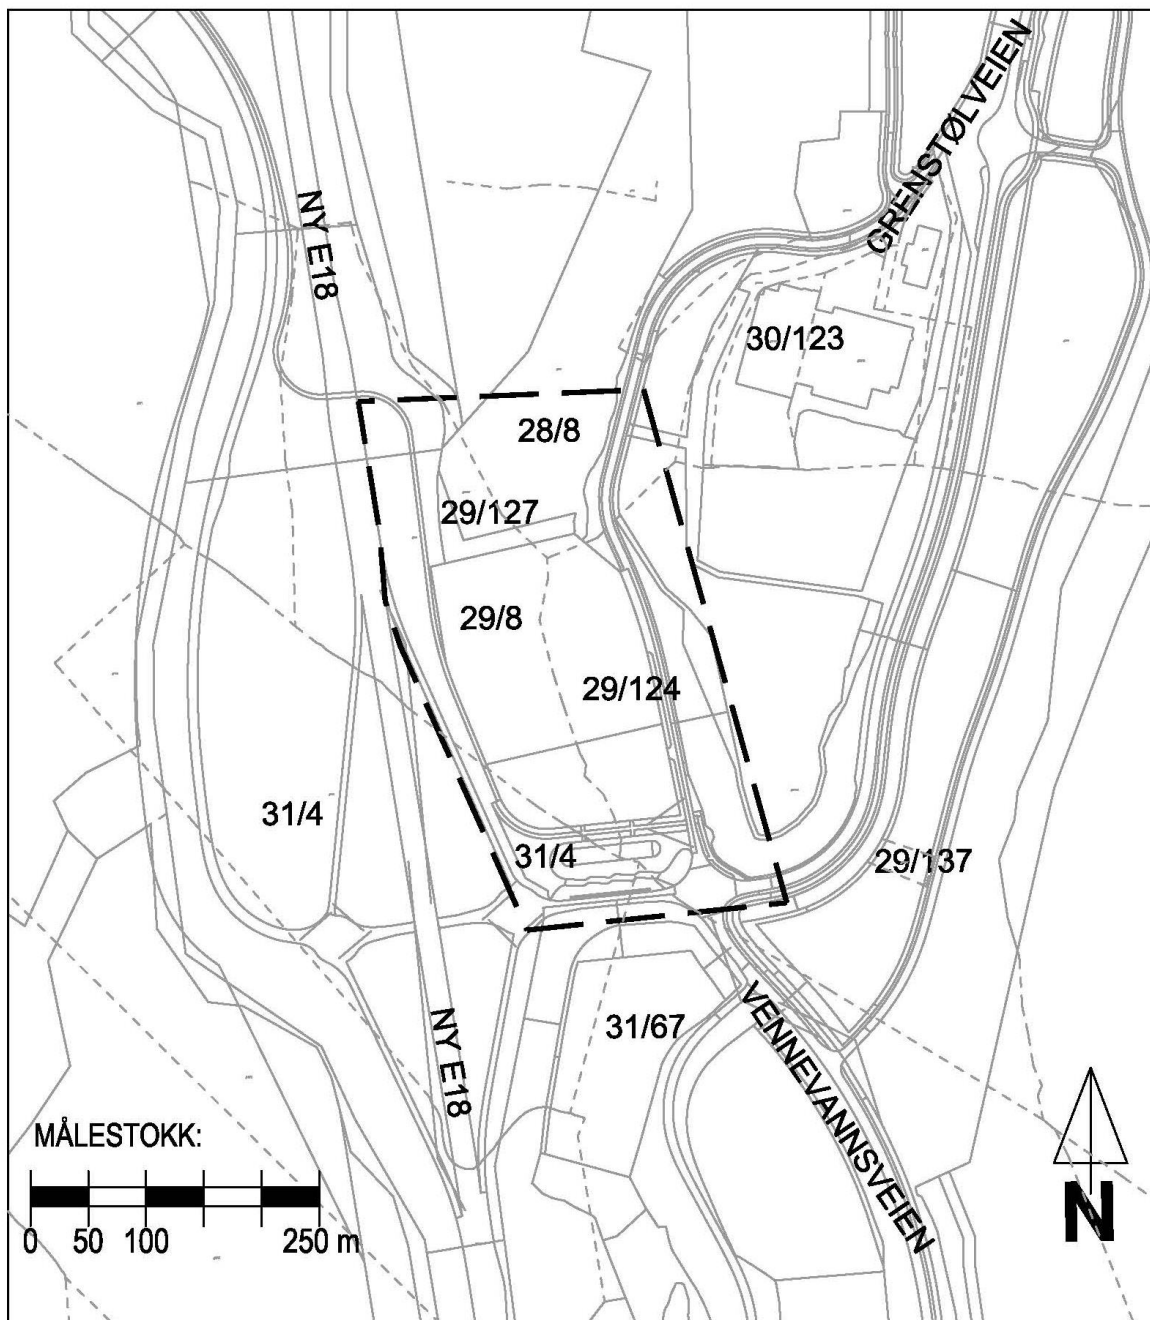 GRENSTØLVEIEN
NY E18
30/123
28/8
29/127
29/8
29/124
31/4
31/4
29/137
31/67
NY E18
VENNEVANNSVEIEN
MÅLESTOKK:
0 50 100 250 m
N